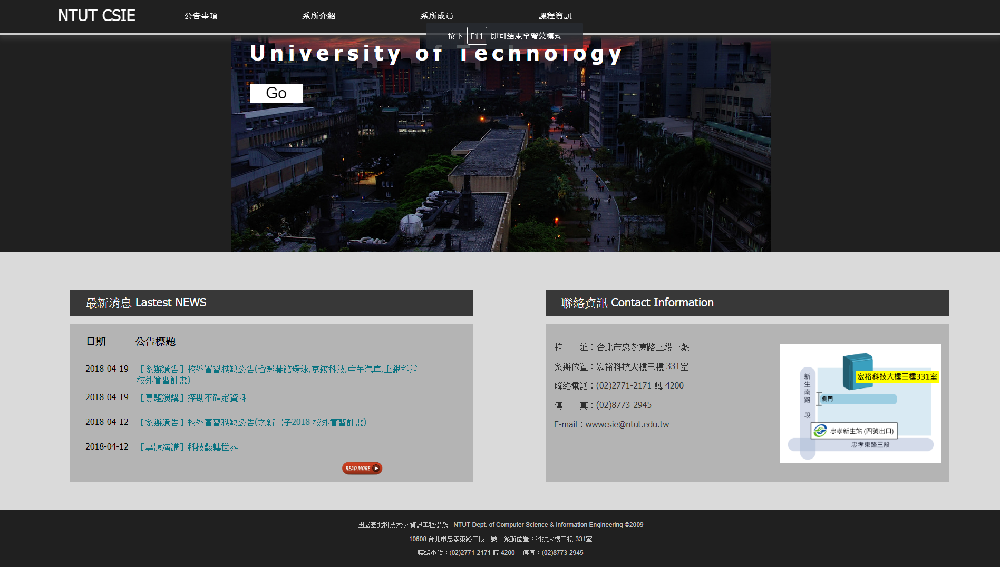 NTUT CSIE
公告事項
系所介紹
系所成員
課程資訊
按下 F11 即可結束全螢幕模式
University of Technology
Go
最新消息 Lastest NEWS
日期 公告標題
2018-04-19 【系辦通告】校外實習職缺公告(台灣慧諮環球,京鋐科技,中華汽車,上銀科技
校外實習計畫)
2018-04-19 【專題演講】探勘不確定資料
2018-04-12 【系辦通告】校外實習職缺公告(之新電子2018 校外實習計畫)
2018-04-12 【專題演講】科技翻轉世界
READ MORE
聯絡資訊 Contact Information
校　　址：台北市忠孝東路三段一號
系辦位置：宏裕科技大樓三樓 331室
聯絡電話：(02)2771-2171 轉 4200
傳　　真：(02)8773-2945
E-mail：wwwcsie@ntut.edu.tw
宏裕科技大樓三樓331室
新生南路一段
側門
忠孝新生站 (四號出口)
忠孝東路三段
國立臺北科技大學-資訊工程學系 - NTUT Dept. of Computer Science & Information Engineering ©2009
10608 台北市忠孝東路三段一號　系辦位置：科技大樓三樓 331室
聯絡電話：(02)2771-2171 轉 4200　傳真：(02)8773-2945